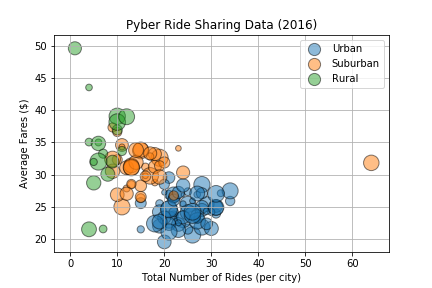 Pyber Ride Sharing Data (2016)
Urban
Suburban
Rural
Average Fares ($)
50
45
40
35
30
25
20
0 10 20 30 40 50 60
Total Number of Rides (per city)